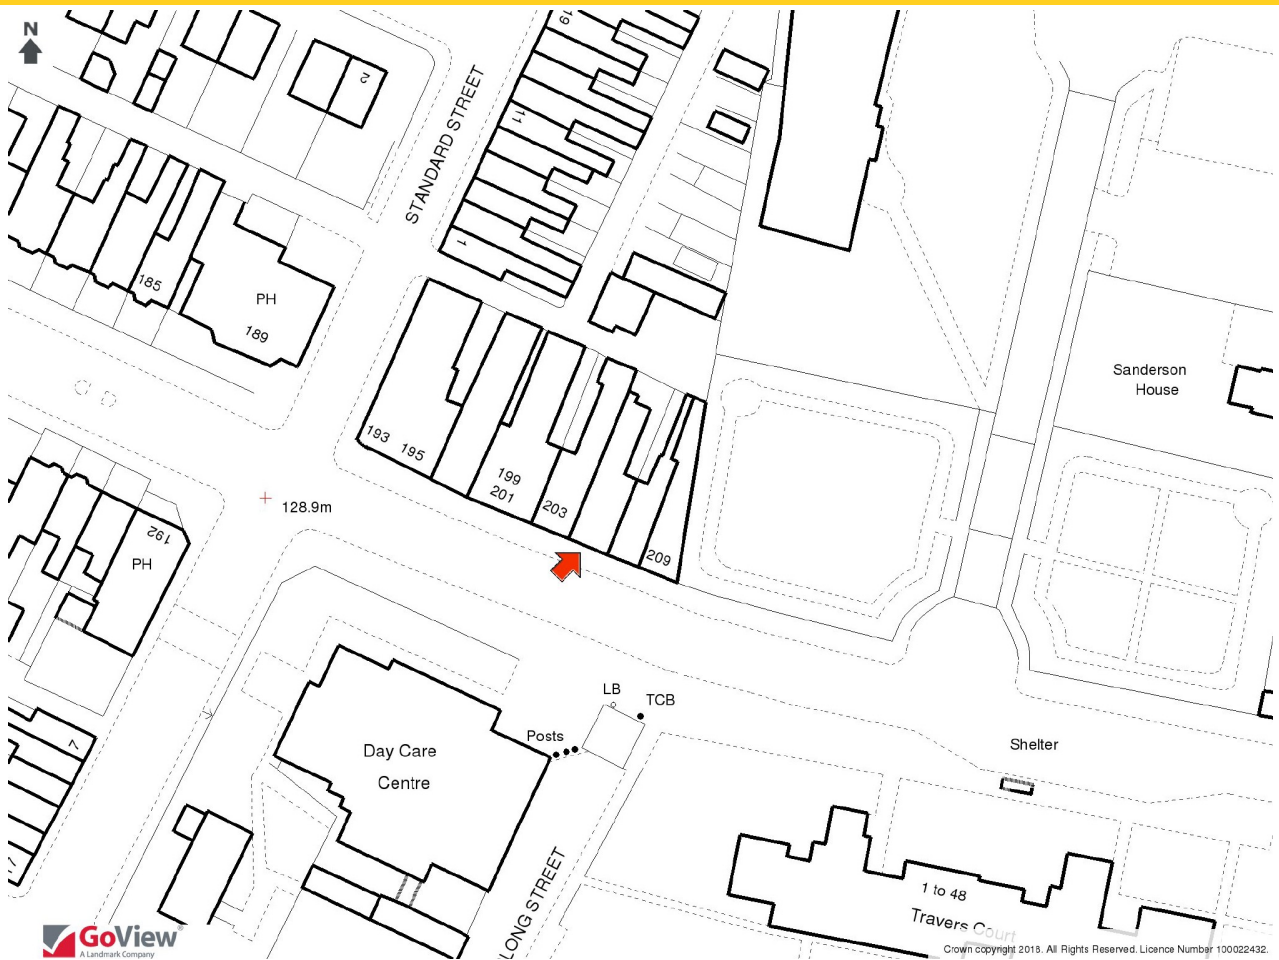 N
19
2
STANDARD STREET
11
1
185
PH
189
Sanderson
House
193
195
199
201
203
209
128.9m
192
PH
LB
TCB
Posts
Shelter
7
Day Care
Centre
LONG STREET
1 to 48
Travers Court
GoView
A Landmark Company
Crown copyright 2018. All Rights Reserved. Licence Number 100022432.